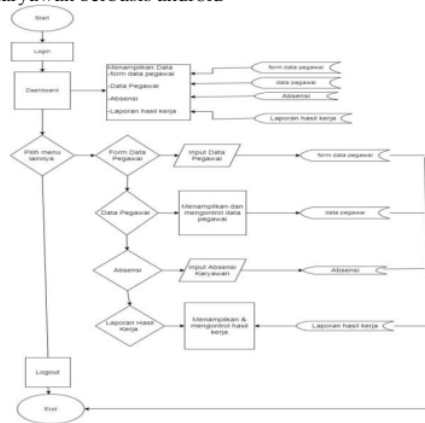 karyawan berbasis android
Start
Login
Dashboard
Menampilkan Data
-form data pegawai
-Data Pegawai
-Absensi
-Laporan hasil kerja
form data pegawai
data pegawai
Absensi
Laporan hasil kerja
Pilih menu
lainnya
Form Data
Pegawai
Input Data
Pegawai
form data pegawai
Data Pegawai
Menampilkan dan
mengontrol data
pegawai
data pegawai
Absensi
Input Absensi
Karyawan
Absensi
Laporan Hasil
Kerja
Menampilkan &
mengontrol hasil
kerja
Laporan hasil kerja
Logout
End